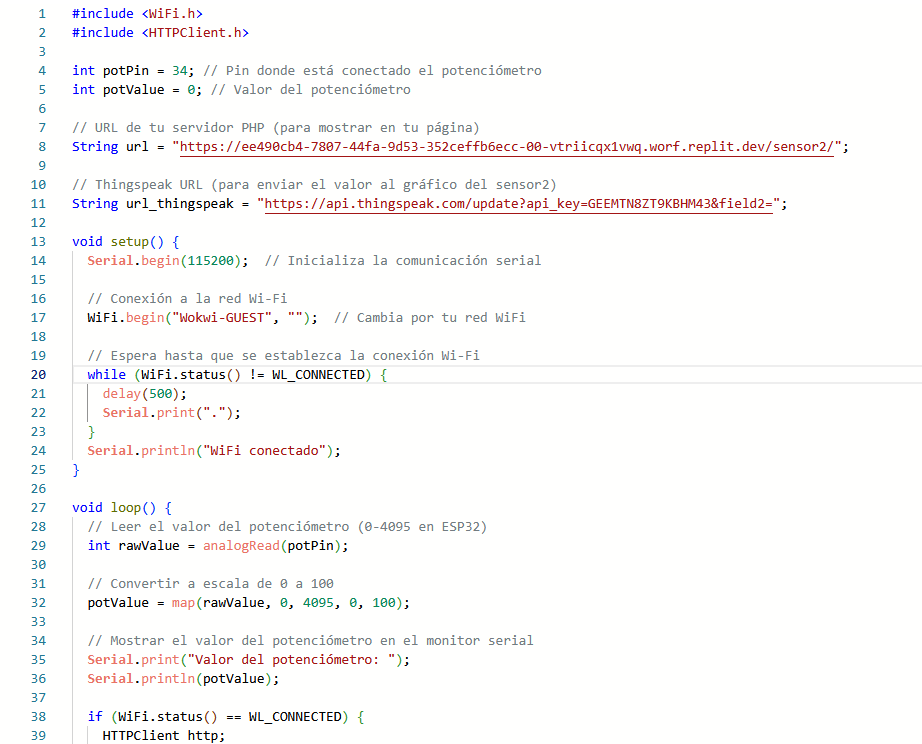 1 #include <WiFi.h>
2 #include <HTTPClient.h>
3
4 int potPin = 34; // Pin donde está conectado el potenciómetro
5 int potValue = 0; // Valor del potenciómetro
6
7 // URL de tu servidor PHP (para mostrar en tu página)
8 String url = "https://ee490cb4-7807-44fa-9d53-352ceffb6ecc-00-vtriicqx1vwq.worf.replit.dev/sensor2/";
9
10 // Thingspeak URL (para enviar el valor al gráfico del sensor2)
11 String url_thingspeak = "https://api.thingspeak.com/update?api_key=GEEMTN8ZT9KBHM43&field2=";
12
13 void setup() {
14 Serial.begin(115200);  // Inicializa la comunicación serial
15
16 // Conexión a la red Wi-Fi
17 WiFi.begin("Wokwi-GUEST", "");  // Cambia por tu red WiFi
18
19 // Espera hasta que se establezca la conexión Wi-Fi
20 while (WiFi.status() != WL_CONNECTED) {
21 delay(500);
22 Serial.print(".");
23 }
24 Serial.println("WiFi conectado");
25 }
26
27 void loop() {
28 // Leer el valor del potenciómetro (0-4095 en ESP32)
29 int rawValue = analogRead(potPin);
30
31 // Convertir a escala de 0 a 100
32 potValue = map(rawValue, 0, 4095, 0, 100);
33
34 // Mostrar el valor del potenciómetro en el monitor serial
35 Serial.print("Valor del potenciómetro: ");
36 Serial.println(potValue);
37
38 if (WiFi.status() == WL_CONNECTED) {
39 HTTPClient http;